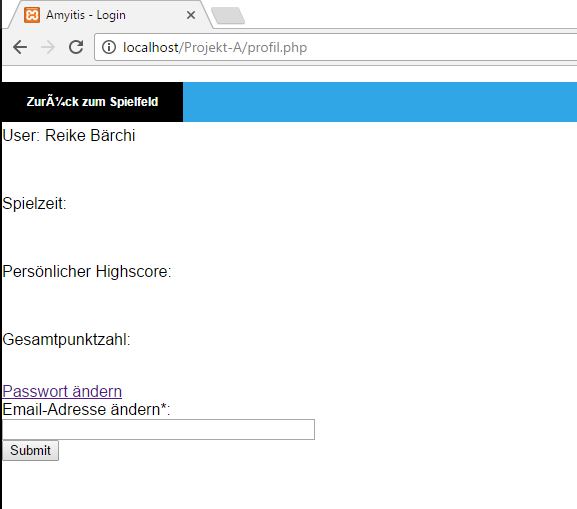 Amyitis - Login
localhost/Projekt-A/profil.php
ZurÃ¼ck zum Spielfeld
User: Reike Bärchi
Spielzeit:
Persönlicher Highscore:
Gesamtpunktzahl:
Passwort ändern
Email-Adresse ändern*:
Submit